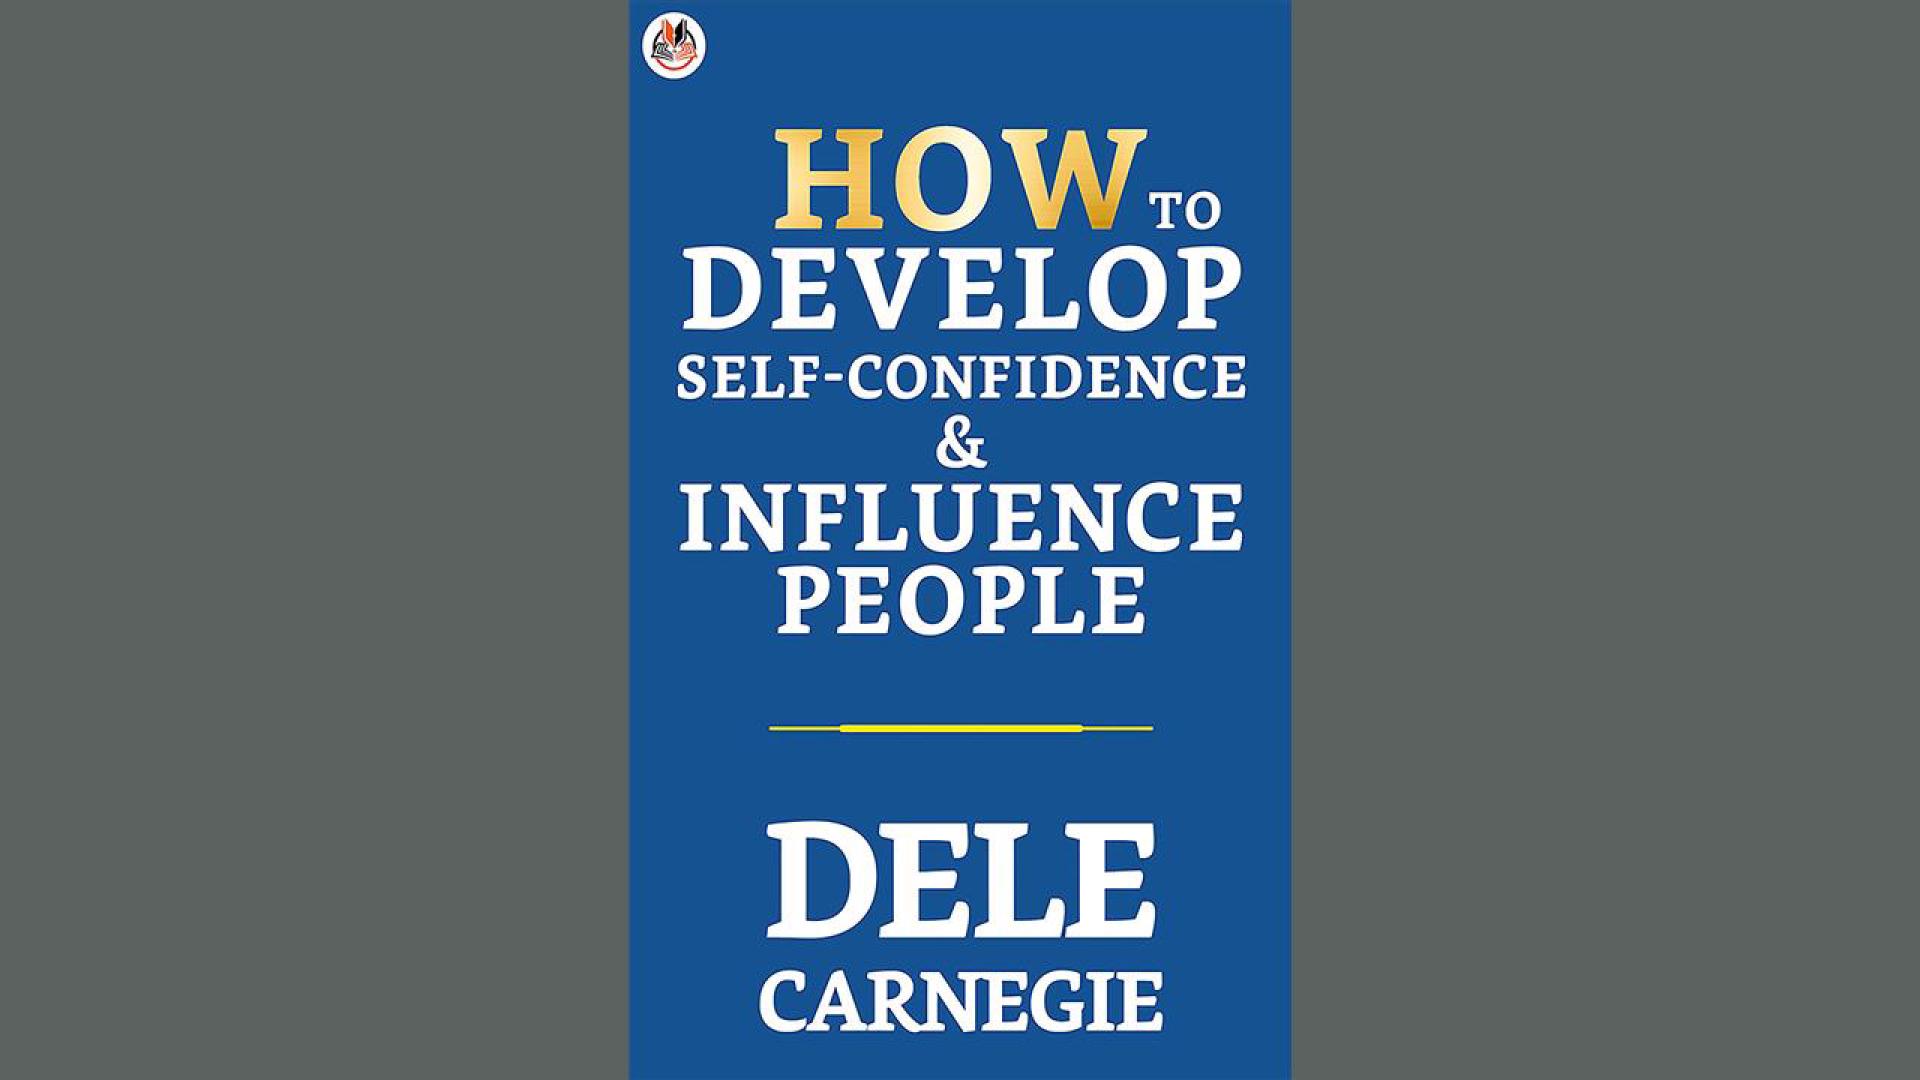 HOW TO
DEVELOP
SELF-CONFIDENCE
&
INFLUENCE
PEOPLE
DELE
CARNEGIE